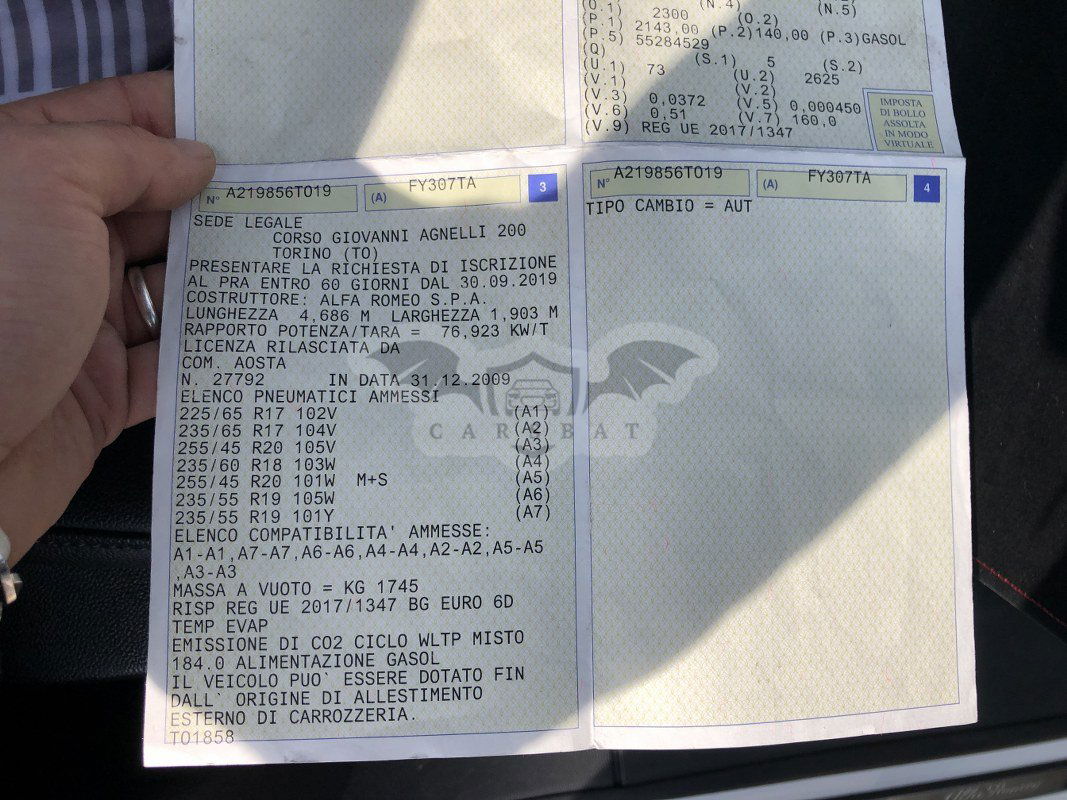 (O.1) (N.4) (N.5)
(P.1) 2300 (O.2)
(P.5) 2143,00 (P.2)140,00 (P.3)GASOL
(Q) 55284529
(U.1) (S.1) 5 (S.2)
(V.1) 73 (U.2) 2625
(V.3) (V.2)
(V.6) 0,0372 (V.5) 0,000450
(V.9) 0,51 (V.7) 160,0
REG UE 2017/1347
IMPOSTA
DI BOLLO
ASSOLTA
IN MODO
VIRTUALE
N° A219856TO19 (A) FY307TA 3
SEDE LEGALE
CORSO GIOVANNI AGNELLI 200
TORINO (TO)
PRESENTARE LA RICHIESTA DI ISCRIZIONE
AL PRA ENTRO 60 GIORNI DAL 30.09.2019
COSTRUTTORE: ALFA ROMEO S.P.A.
LUNGHEZZA 4,686 M LARGHEZZA 1,903 M
RAPPORTO POTENZA/TARA = 76,923 KW/T
LICENZA RILASCIATA DA
COM. AOSTA
N. 27792 IN DATA 31.12.2009
ELENCO PNEUMATICI AMMESSI
225/65 R17 102V (A1)
235/65 R17 104V (A2)
255/45 R20 105V (A3)
235/60 R18 103W (A4)
255/45 R20 101W M+S (A5)
235/55 R19 105W (A6)
235/55 R19 101Y (A7)
ELENCO COMPATIBILITA' AMMESSE:
A1-A1,A7-A7,A6-A6,A4-A4,A2-A2,A5-A5
,A3-A3
MASSA A VUOTO = KG 1745
RISP REG UE 2017/1347 BG EURO 6D
TEMP EVAP
EMISSIONE DI CO2 CICLO WLTP MISTO
184.0 ALIMENTAZIONE GASOL
IL VEICOLO PUO` ESSERE DOTATO FIN
DALL` ORIGINE DI ALLESTIMENTO
ESTERNO DI CARROZZERIA.
TO1858
N° A219856TO19 (A) FY307TA 4
TIPO CAMBIO = AUT
CARSBAT
Alfa Romeo